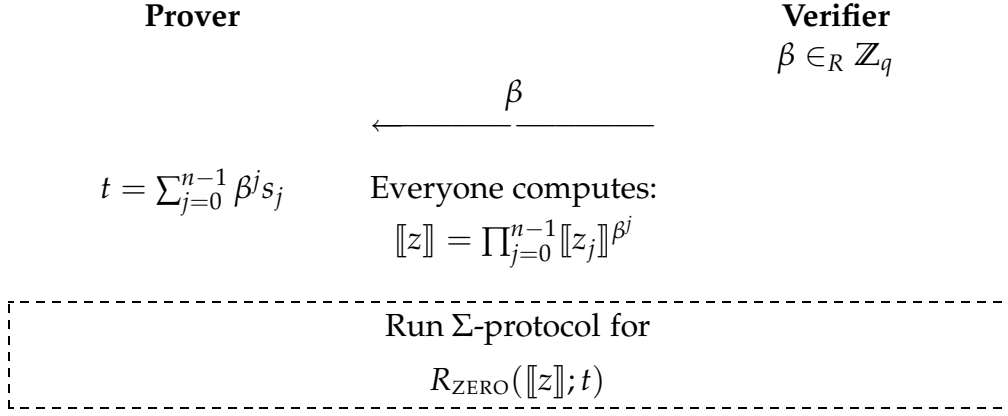 Prover Verifier
β ∈_R ℤ_q
β
t = ∑_{j=0}^{n−1} β^j s_j Everyone computes:
⟦z⟧ = ∏_{j=0}^{n−1} ⟦z_j⟧^{β^j}
Run Σ-protocol for
R_ZERO(⟦z⟧; t)